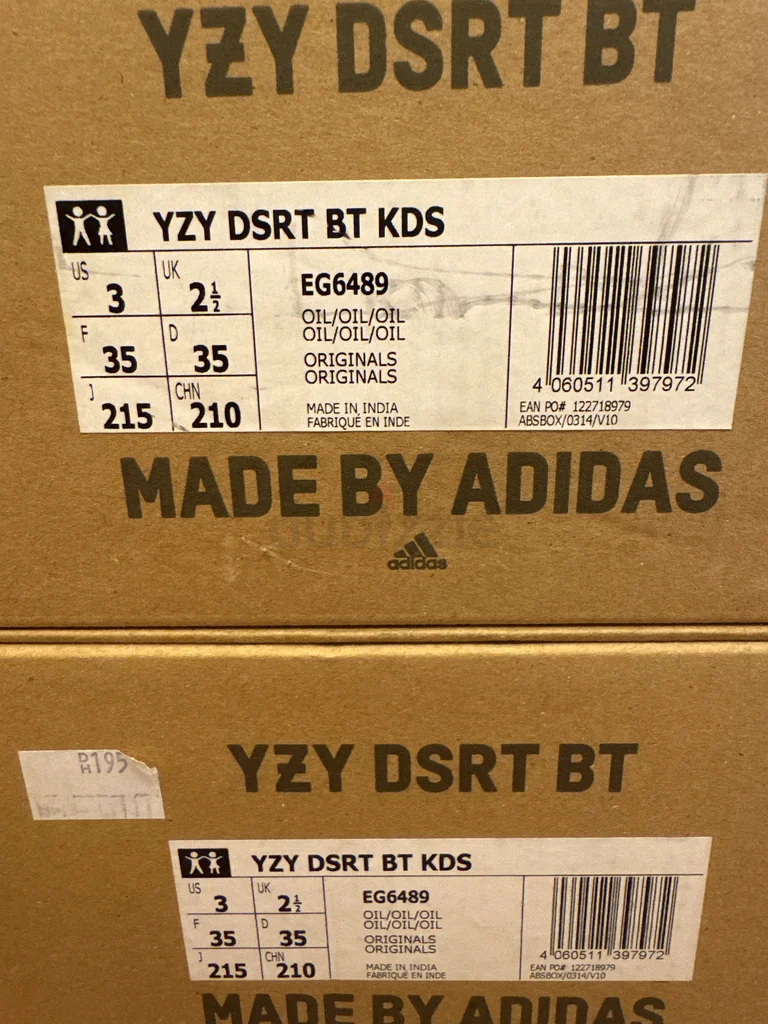 YZY DSRT BT
YZY DSRT BT KDS
US 3 UK 2½
F 35 D 35
J 215 CHN 210
EG6489
OIL/OIL/OIL
OIL/OIL/OIL
ORIGINALS
ORIGINALS
MADE IN INDIA
FABRIQUÉ EN INDE
4 060511 397972
EAN PO# 122718979
ABSBOX/0314/V10
MADE BY ADIDAS
dubizzle
adidas
DH195
YZY DSRT BT
YZY DSRT BT KDS
US 3 UK 2½
F 35 D 35
J 215 CHN 210
EG6489
OIL/OIL/OIL
OIL/OIL/OIL
ORIGINALS
ORIGINALS
MADE IN INDIA
FABRIQUÉ EN INDE
4 060511 397972
EAN PO# 122718979
ABSBOX/0314/V10
MADE BY ADIDAS